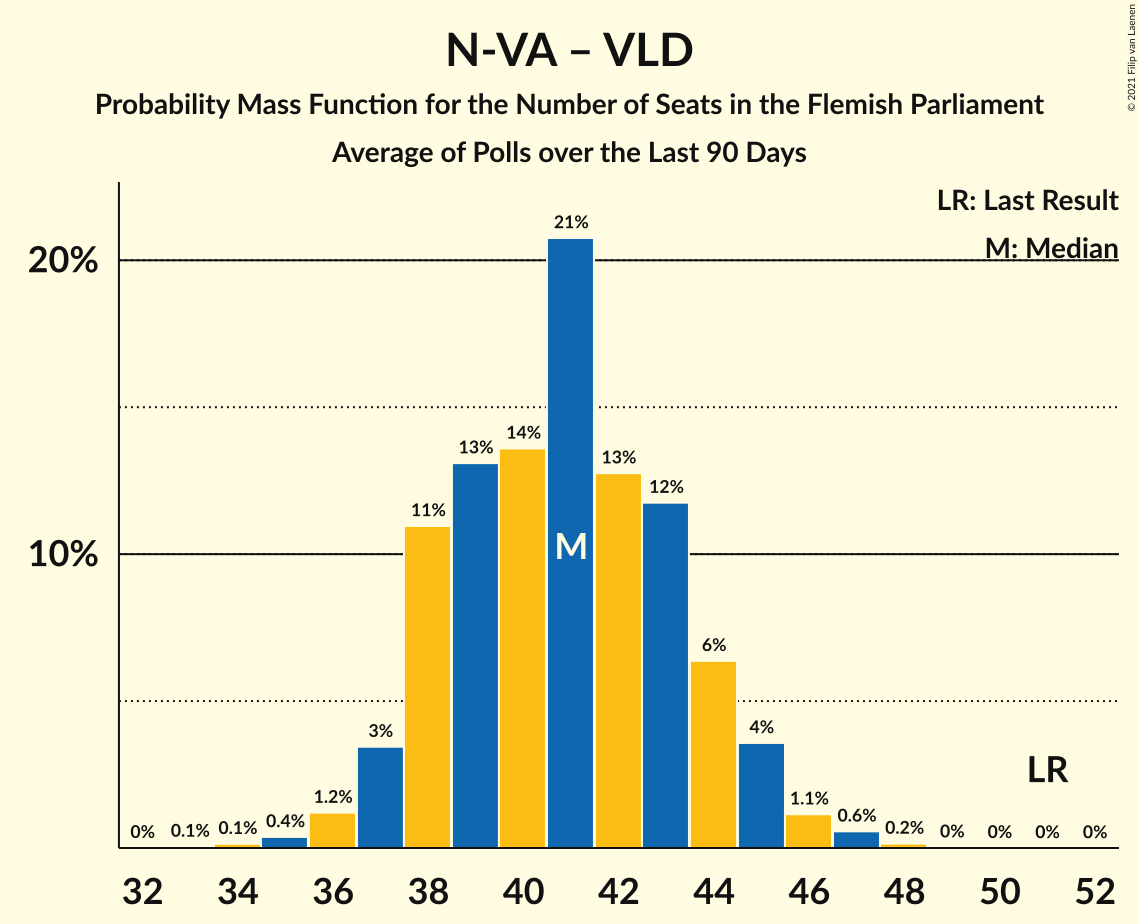 N-VA – VLD
Probability Mass Function for the Number of Seats in the Flemish Parliament
Average of Polls over the Last 90 Days
© 2021 Filip van Laenen
LR: Last Result
M: Median
20%
10%
0%
0.1%
0.1%
0.4%
1.2%
3%
11%
13%
14%
21%
13%
12%
6%
4%
1.1%
0.6%
0.2%
0%
0%
0%
0%
M
LR
32 34 36 38 40 42 44 46 48 50 52